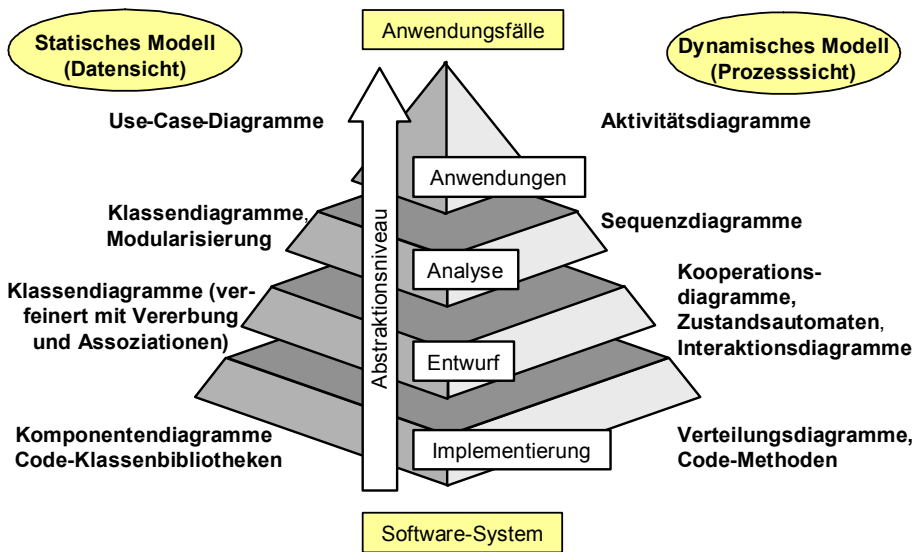 Statisches Modell
(Datensicht)
Anwendungsfälle
Dynamisches Modell
(Prozesssicht)
Use-Case-Diagramme
Aktivitätsdiagramme
Anwendungen
Klassendiagramme,
Modularisierung
Sequenzdiagramme
Analyse
Klassendiagramme (ver-
feinert mit Vererbung
und Assoziationen)
Kooperations-
diagramme,
Zustandsautomaten,
Interaktionsdiagramme
Abstraktionsniveau
Entwurf
Komponentendiagramme
Code-Klassenbibliotheken
Implementierung
Verteilungsdiagramme,
Code-Methoden
Software-System